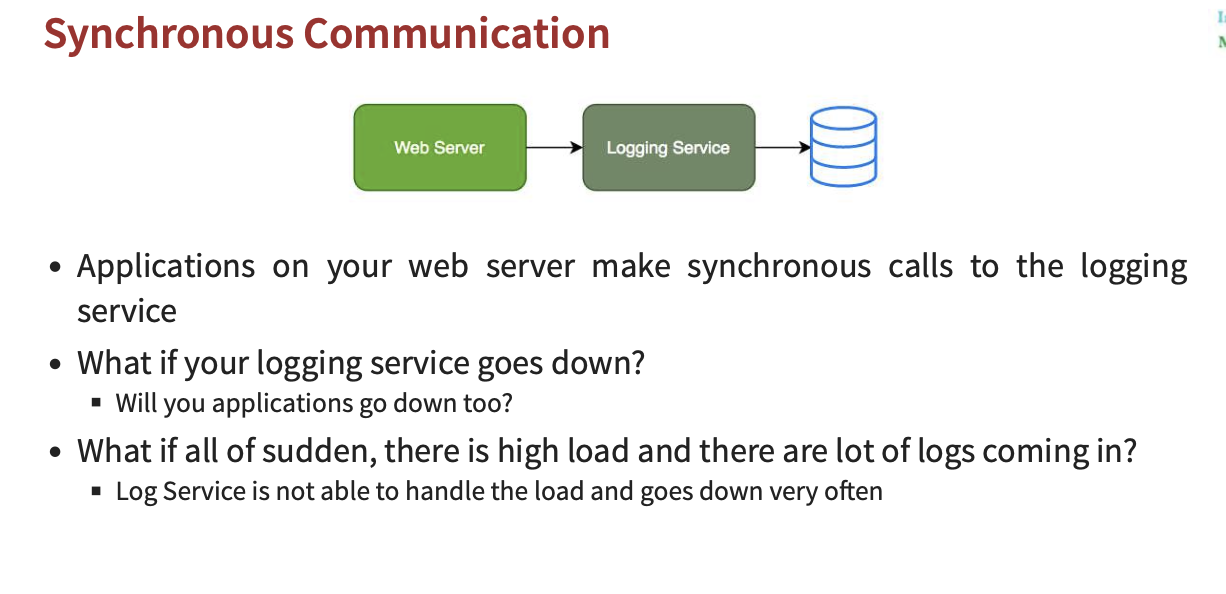 Synchronous Communication
Web Server
Logging Service
• Applications on your web server make synchronous calls to the logging
service
• What if your logging service goes down?
▪ Will you applications go down too?
• What if all of sudden, there is high load and there are lot of logs coming in?
▪ Log Service is not able to handle the load and goes down very often